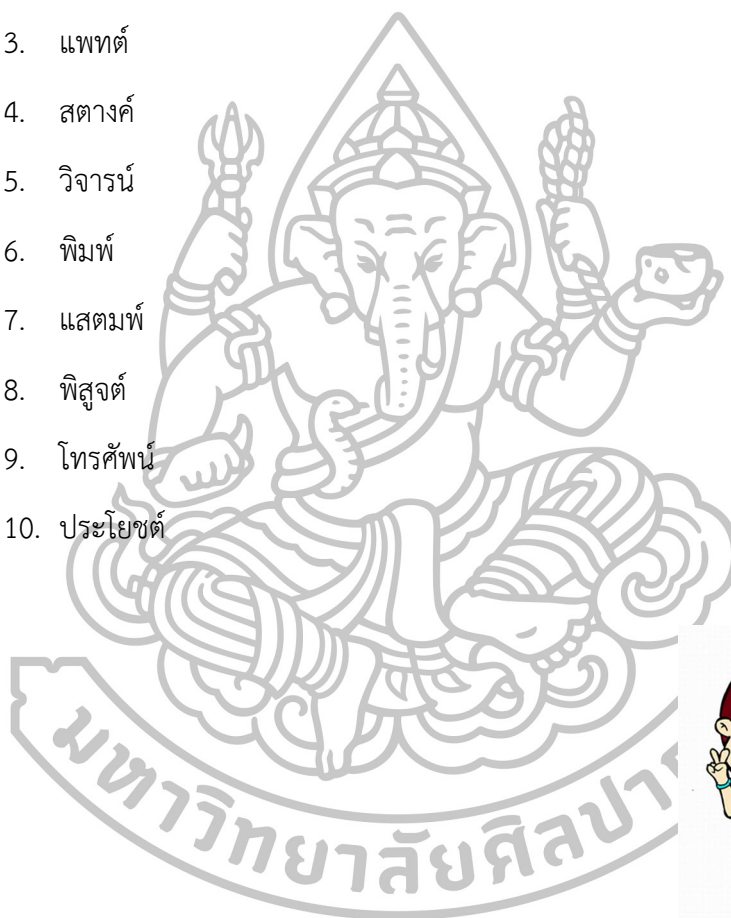 3. แพทต์
4. สตางค์
5. วิจารน์
6. พิมพ์
7. แสตมพ์
8. พิสูจต์
9. โทรศัพน์
10. ประโยชต์
มหาวิทยาลัยศิลปา